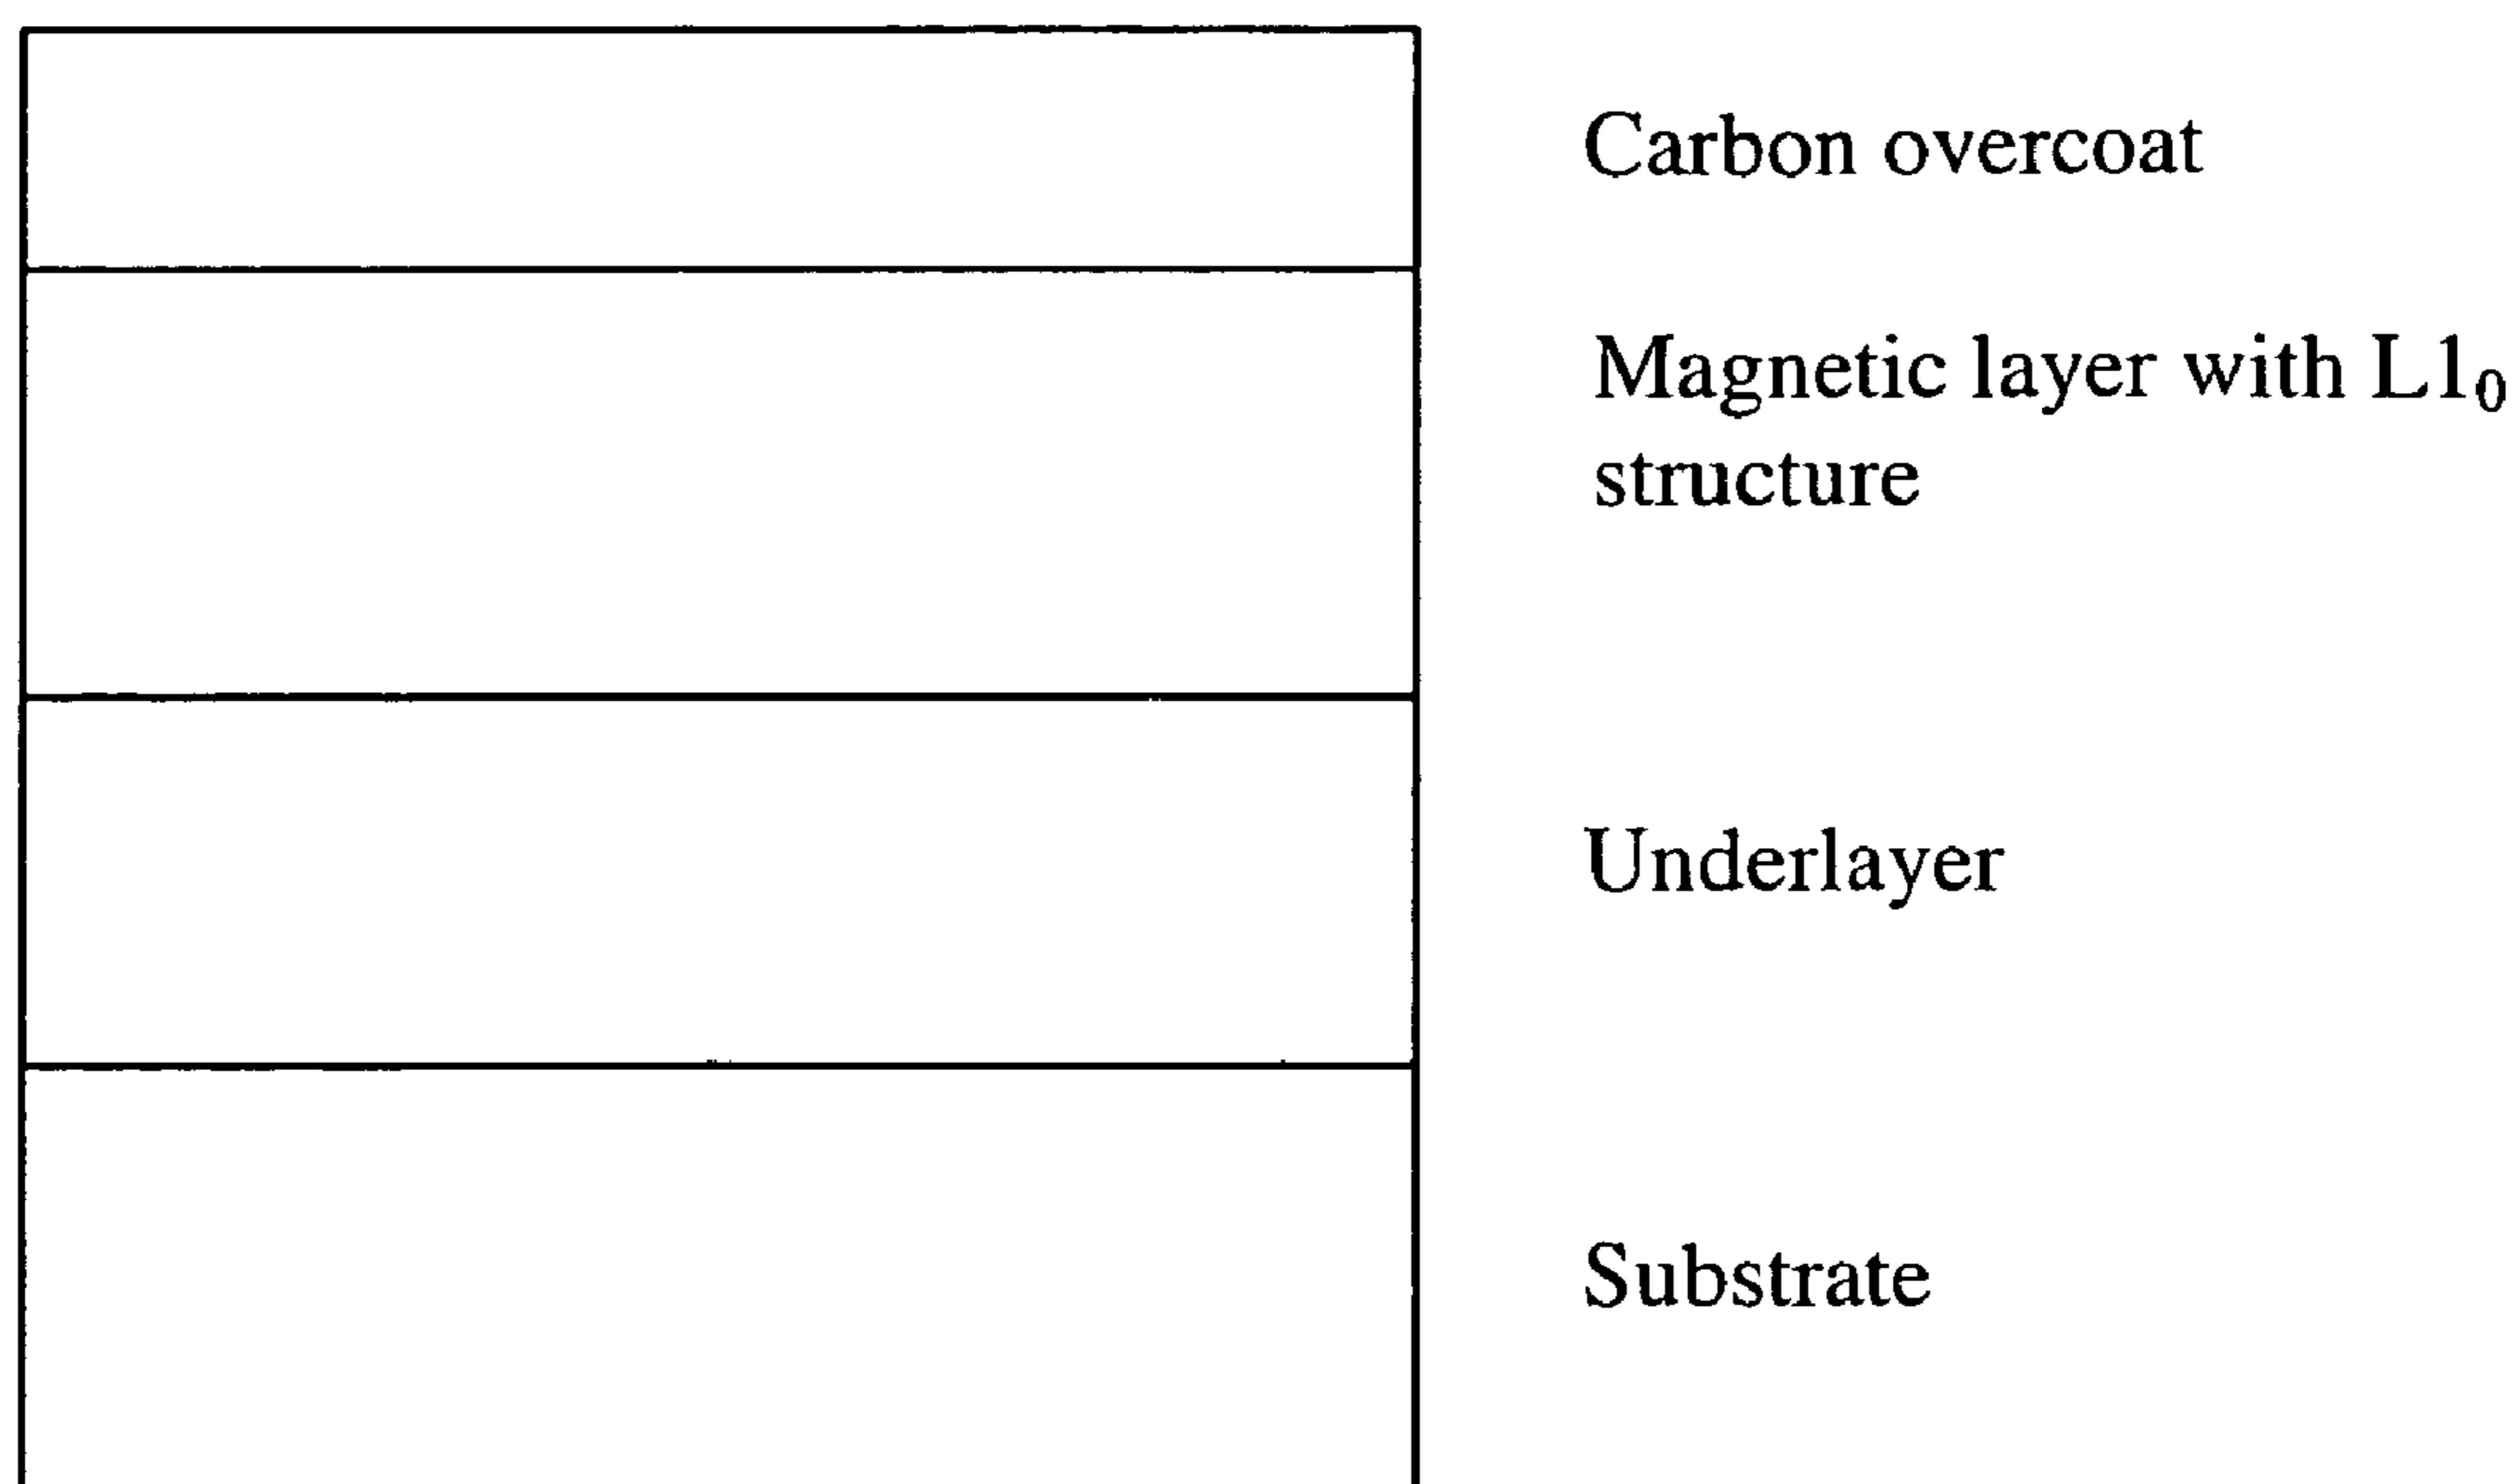 Carbon overcoat
Magnetic layer with L1₀
structure
Underlayer
Substrate